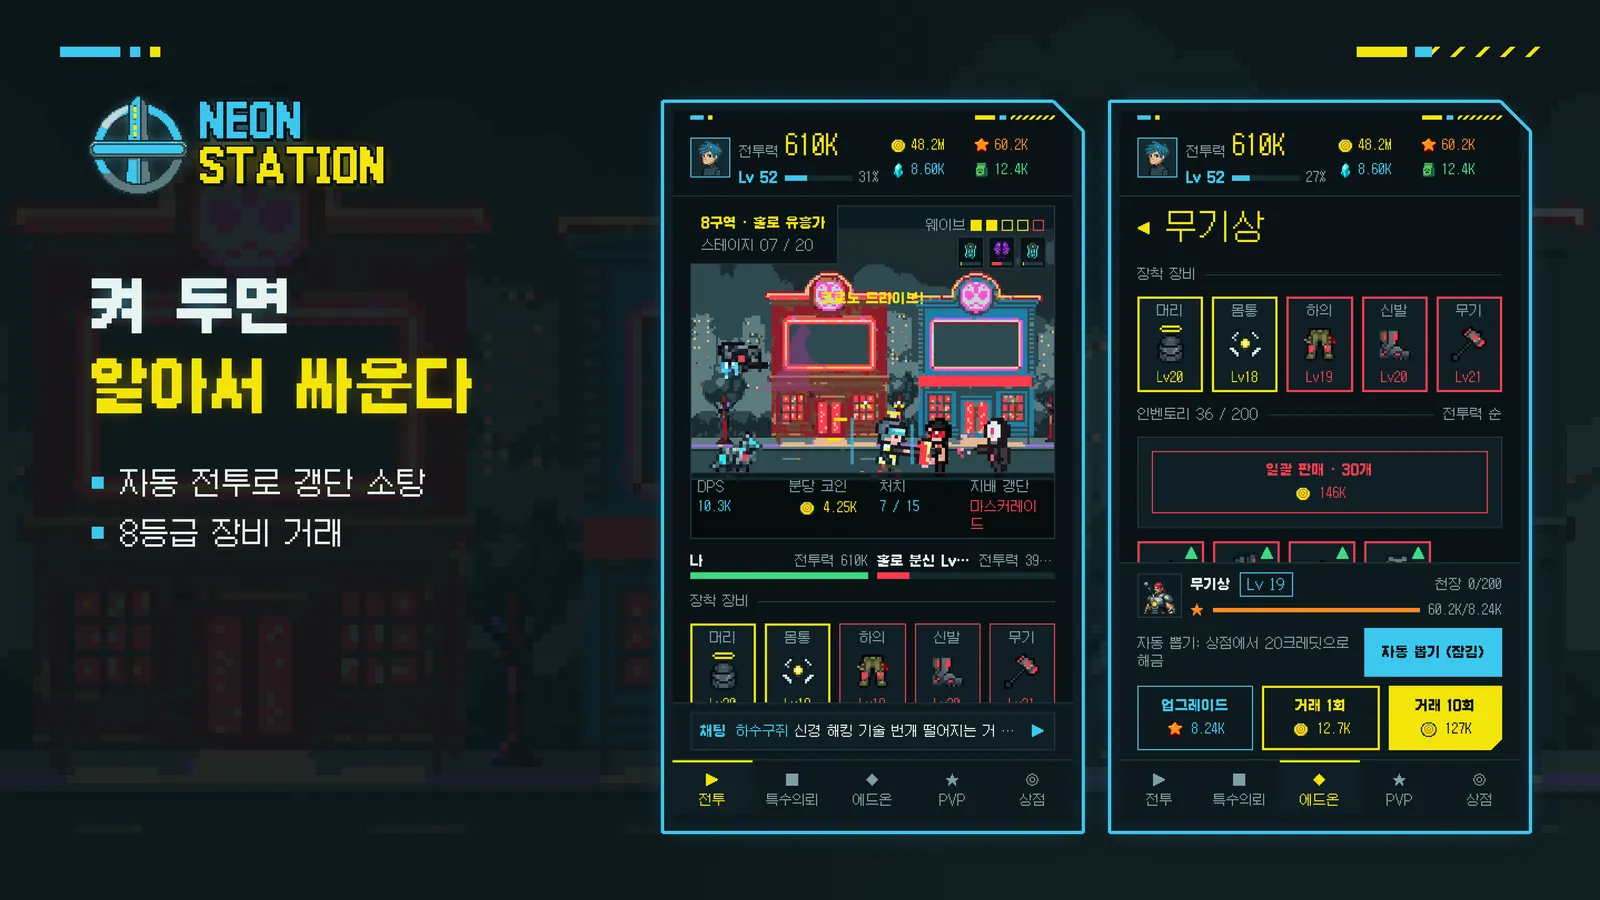 NEON
STATION
켜 두면
알아서 싸운다
자동 전투로 갱단 소탕
8등급 장비 거래
전투력 610K
48.2M
60.2K
Lv 52
31%
8.60K
12.4K
8구역 · 홀로 유흥가
스테이지 07 / 20
웨이브
드라이브!
DPS
분당 코인
처치
지배 갱단
10.3K
4.25K
7 / 15
마스커레이
드
나
전투력 610K
홀로 분신 Lv…
전투력 39…
장착 장비
머리
몸통
하의
신발
무기
채팅 하수구쥐 신경 해킹 기술 번개 떨어지는 거 …
전투
특수의뢰
에드온
PVP
상점
전투력 610K
48.2M
60.2K
Lv 52
27%
8.60K
12.4K
무기상
장착 장비
머리
몸통
하의
신발
무기
Lv20
Lv18
Lv19
Lv20
Lv21
인벤토리 36 / 200
전투력 순
일괄 판매 · 30개
146K
무기상 Lv 19
천장 0/200
60.2K/8.24K
자동 뽑기: 상점에서 20크레딧으로
해금
자동 뽑기 (잠김)
업그레이드
8.24K
거래 1회
12.7K
거래 10회
127K
전투
특수의뢰
에드온
PVP
상점